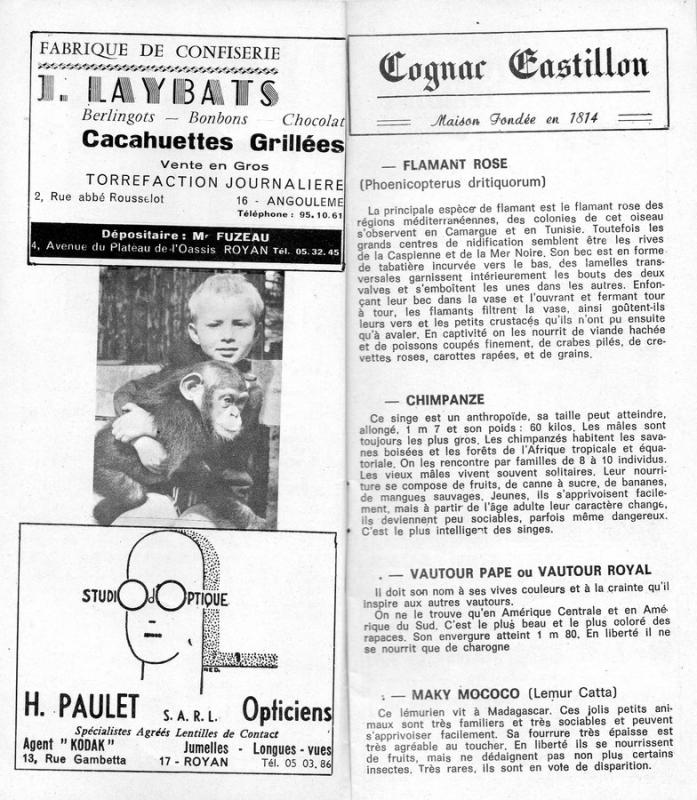 FABRIQUE DE CONFISERIE
J. LAYBATS
Berlingots — Bonbons — Chocolat
Cacahuettes Grillées
Vente en Gros
TORREFACTION JOURNALIERE
2, Rue abbé Rousselot 16 - ANGOULEME
Téléphone : 95.10.61
Dépositaire : Mr FUZEAU
4, Avenue du Plateau de l'Oassis ROYAN Tél. 05.32.45
STUDIO d'OPTIQUE
RED.
H. PAULET S.A.R.L. Opticiens
Spécialistes Agréés Lentilles de Contact
Agent "KODAK" Jumelles - Longues-vues
13, Rue Gambetta 17 - ROYAN Tél. 05 03.86
Cognac Eastillon
Maison Fondée en 1814
— FLAMANT ROSE
(Phoenicopterus dritiquorum)
La principale espècer de flamant est le flamant rose des
régions méditerranéennes, des colonies de cet oiseau
s'observent en Camargue et en Tunisie. Toutefois les
grands centres de nidification semblent être les rives
de la Caspienne et de la Mer Noire. Son bec est en forme
de tabatière incurvée vers le bas, des lamelles trans-
versales garnissent intérieurement les bouts des deux
valves et s'emboîtent les unes dans les autres. Enfon-
çant leur bec dans la vase et l'ouvrant et fermant tour
à tour, les flamants filtrent la vase, ainsi goûtent-ils
leurs vers et les petits crustacés qu'ils n'ont pu ensuite
qu'à avaler. En captivité on les nourrit de viande hachée
et de poissons coupés finement, de crabes pilés, de cre-
vettes roses, carottes rapées, et de grains.
— CHIMPANZE
Ce singe est un anthropoïde, sa taille peut atteindre,
allongé, 1 m 7 et son poids : 60 kilos. Les mâles sont
toujours les plus gros. Les chimpanzés habitent les sava-
nes boisées et les forêts de l'Afrique tropicale et équa-
toriale. On les rencontre par familles de 8 à 10 individus.
Les vieux mâles vivent souvent solitaires. Leur nourri-
ture se compose de fruits, de canne à sucre, de bananes,
de mangues sauvages. Jeunes, ils s'apprivoisent facile-
ment, mais à partir de l'âge adulte leur caractère change,
ils deviennent peu sociables, parfois même dangereux.
C'est le plus intelligent des singes.
. — VAUTOUR PAPE ou VAUTOUR ROYAL
Il doit son nom à ses vives couleurs et à la crainte qu'il
inspire aux autres vautours.
On ne le trouve qu'en Amérique Centrale et en Amé-
rique du Sud. C'est le plus beau et le plus coloré des
rapaces. Son envergure atteint 1 m 80. En liberté il ne
se nourrit que de charogne
. — MAKY MOCOCO (Lemur Catta)
Ce lémurien vit à Madagascar. Ces jolis petits ani-
maux sont très familiers et très sociables et peuvent
s'apprivoiser facilement. Sa fourrure très épaisse est
très agréable au toucher. En liberté ils se nourrissent
de fruits, mais ne dédaignent pas non plus certains
insectes. Très rares, ils sont en vote de disparition.